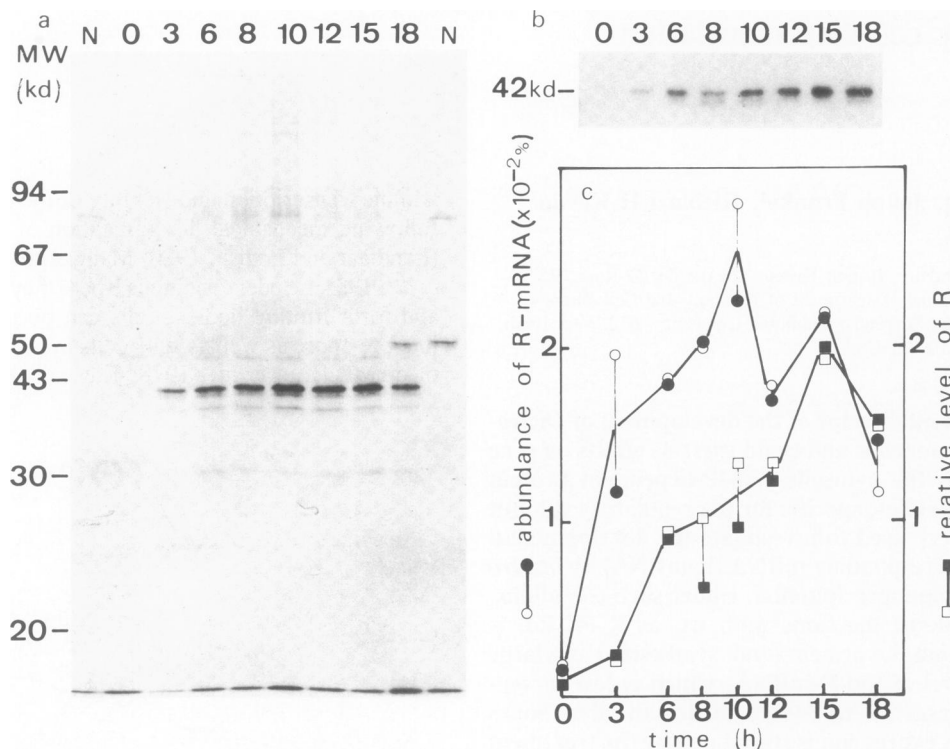 a
N 0 3 6 8 10 12 15 18 N
MW
(kd)
94
67
50
43
30
20
b
0 3 6 8 10 12 15 18
42kd
c
abundance of R-mRNA (x10-2%)
2
1
relative level of R
2
1
0 3 6 8 10 12 15 18
time (h)